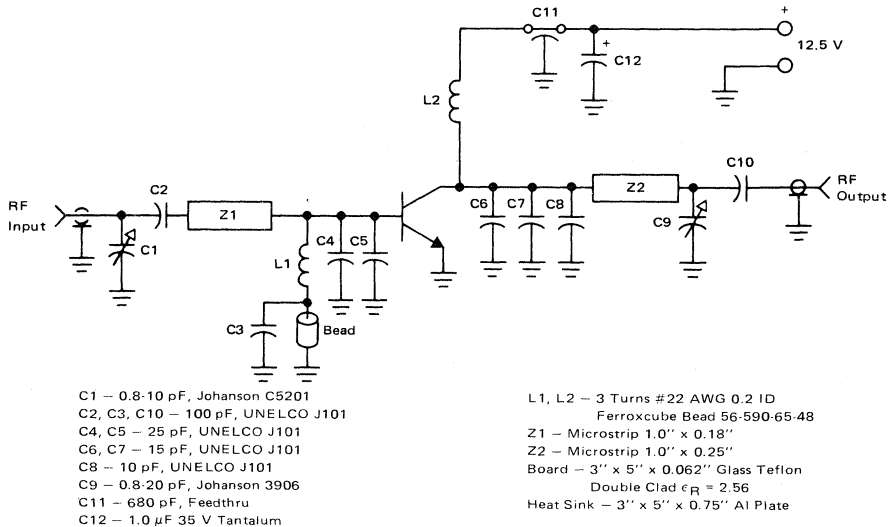 C11
+
+
C12
12.5 V
L2
C10
RF
Output
C2
RF
Input
Z1
C6
C7
C8
Z2
C9
C1
C4
C5
L1
C3
Bead
C1 – 0.8-10 pF, Johanson C5201
C2, C3, C10 – 100 pF, UNELCO J101
C4, C5 – 25 pF, UNELCO J101
C6, C7 – 15 pF, UNELCO J101
C8 – 10 pF, UNELCO J101
C9 – 0.8-20 pF, Johanson 3906
C11 – 680 pF, Feedthru
C12 – 1.0 μF 35 V Tantalum
L1, L2 – 3 Turns #22 AWG 0.2 ID
Ferroxcube Bead 56-590-65-48
Z1 – Microstrip 1.0'' x 0.18''
Z2 – Microstrip 1.0'' x 0.25''
Board – 3'' x 5'' x 0.062'' Glass Teflon
Double Clad εR = 2.56
Heat Sink – 3'' x 5'' x 0.75'' Al Plate